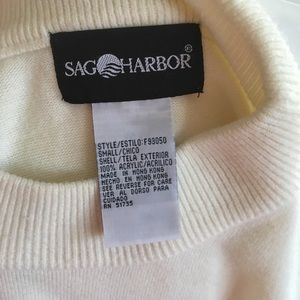 SAG HARBOR®
STYLE/ESTILO: F93050
SMALL/CHICO
SHELL/TELA EXTERIOR
100% ACRYLIC/ACRILICO
MADE IN HONG KONG
HECHO EN HONG KONG
SEE REVERSE FOR CARE
VER AL DORSO PARA
CUIDADO
RN 51735